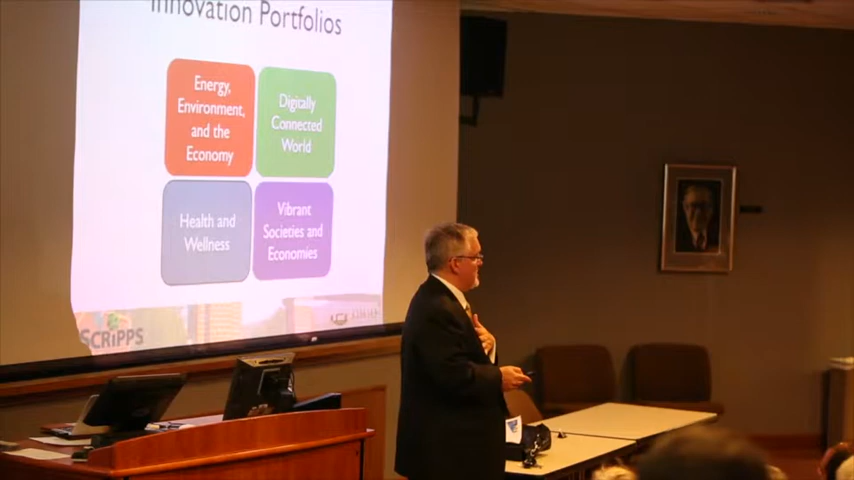 Innovation Portfolios
Energy,
Environment,
and the
Economy
Digitally
Connected
World
Health and
Wellness
Vibrant
Societies and
Economies
SCRIPPS